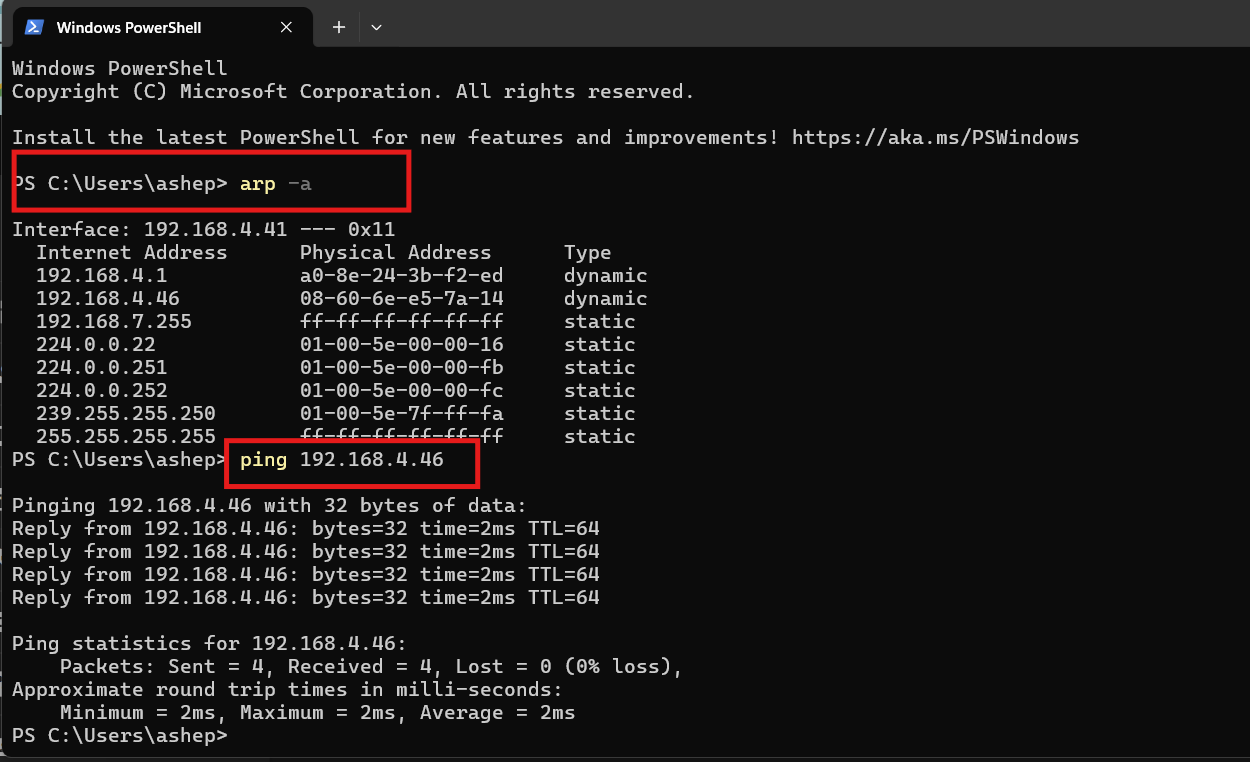 Windows PowerShell
Windows PowerShell
Copyright (C) Microsoft Corporation. All rights reserved.
Install the latest PowerShell for new features and improvements! https://aka.ms/PSWindows
PS C:\Users\ashep> arp -a
Interface: 192.168.4.41 --- 0x11
  Internet Address      Physical Address      Type
  192.168.4.1           a0-8e-24-3b-f2-ed     dynamic
  192.168.4.46          08-60-6e-e5-7a-14     dynamic
  192.168.7.255         ff-ff-ff-ff-ff-ff     static
  224.0.0.22            01-00-5e-00-00-16     static
  224.0.0.251           01-00-5e-00-00-fb     static
  224.0.0.252           01-00-5e-00-00-fc     static
  239.255.255.250       01-00-5e-7f-ff-fa     static
  255.255.255.255       ff-ff-ff-ff-ff-ff     static
PS C:\Users\ashep> ping 192.168.4.46
Pinging 192.168.4.46 with 32 bytes of data:
Reply from 192.168.4.46: bytes=32 time=2ms TTL=64
Reply from 192.168.4.46: bytes=32 time=2ms TTL=64
Reply from 192.168.4.46: bytes=32 time=2ms TTL=64
Reply from 192.168.4.46: bytes=32 time=2ms TTL=64
Ping statistics for 192.168.4.46:
    Packets: Sent = 4, Received = 4, Lost = 0 (0% loss),
Approximate round trip times in milli-seconds:
    Minimum = 2ms, Maximum = 2ms, Average = 2ms
PS C:\Users\ashep>